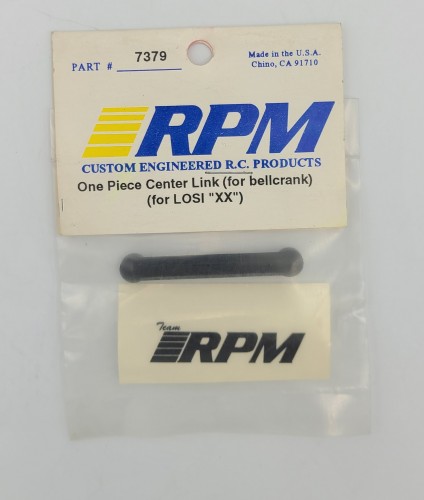 PART # 7379
Made in the U.S.A.
Chino, CA 91710
RPM
CUSTOM ENGINEERED R.C. PRODUCTS
One Piece Center Link (for bellcrank)
(for LOSI "XX")
Team
RPM